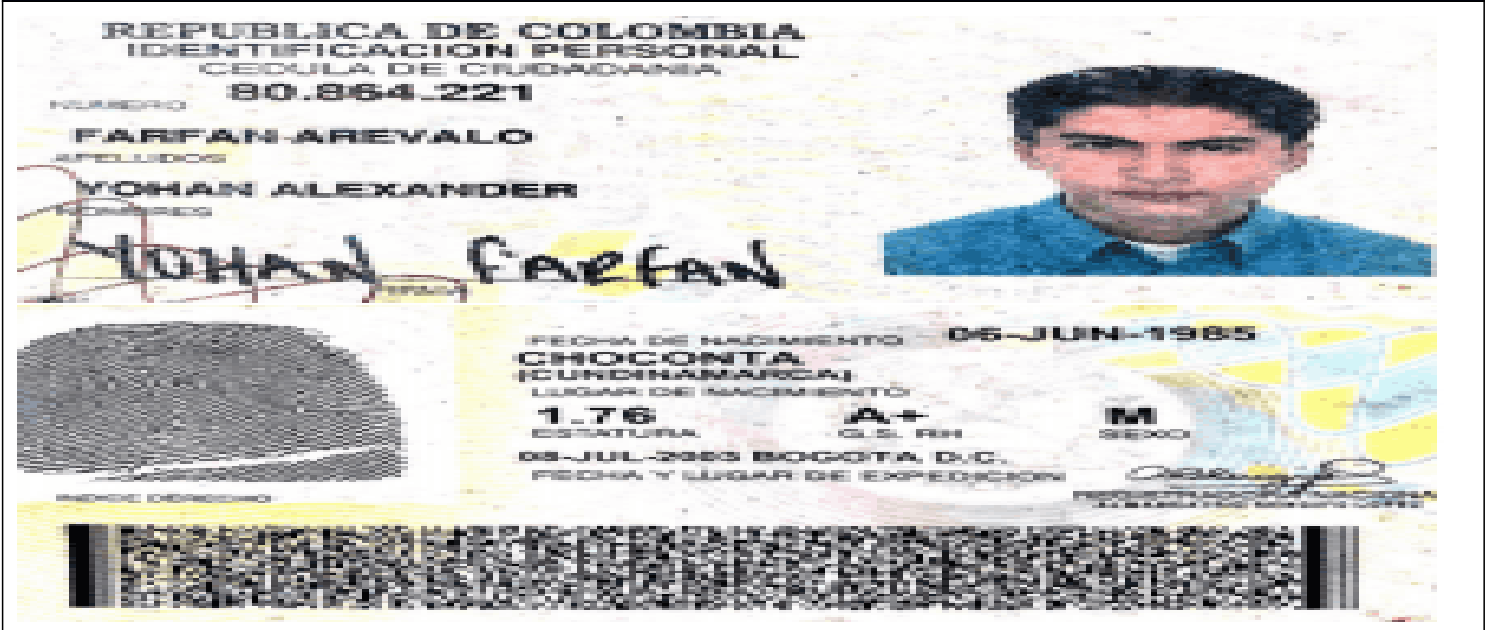 REPUBLICA DE COLOMBIA
IDENTIFICACION PERSONAL
CEDULA DE CIUDADANIA
NUMERO 80.864.221
FARFAN-AREVALO
APELLIDOS
YOHAN ALEXANDER
NOMBRES
YOHAN FARFAN
FIRMA
FECHA DE NACIMIENTO 06-JUN-1985
CHOCONTA
(CUNDINAMARCA)
LUGAR DE NACIMIENTO
1.76 A+ M
ESTATURA G.S. RH SEXO
BOGOTA D.C.
FECHA Y LUGAR DE EXPEDICION
INDICE DERECHO